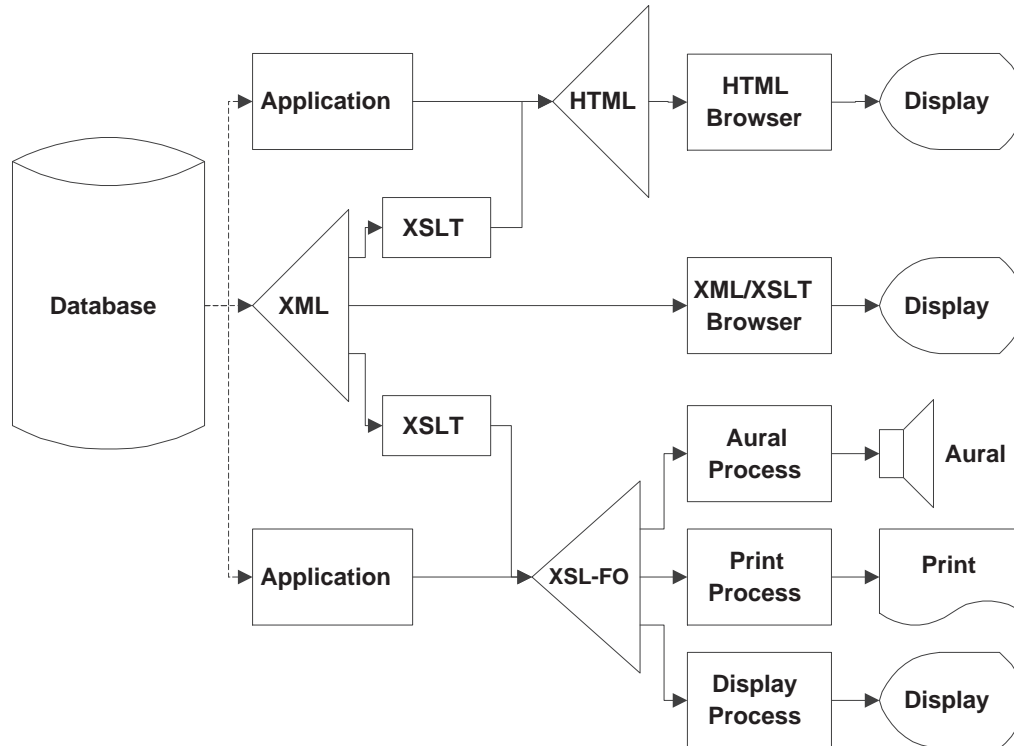 Application
HTML
HTML
Browser
Display
XSLT
Database
XML
XML/XSLT
Browser
Display
XSLT
Aural
Process
Aural
Application
XSL-FO
Print
Process
Print
Display
Process
Display